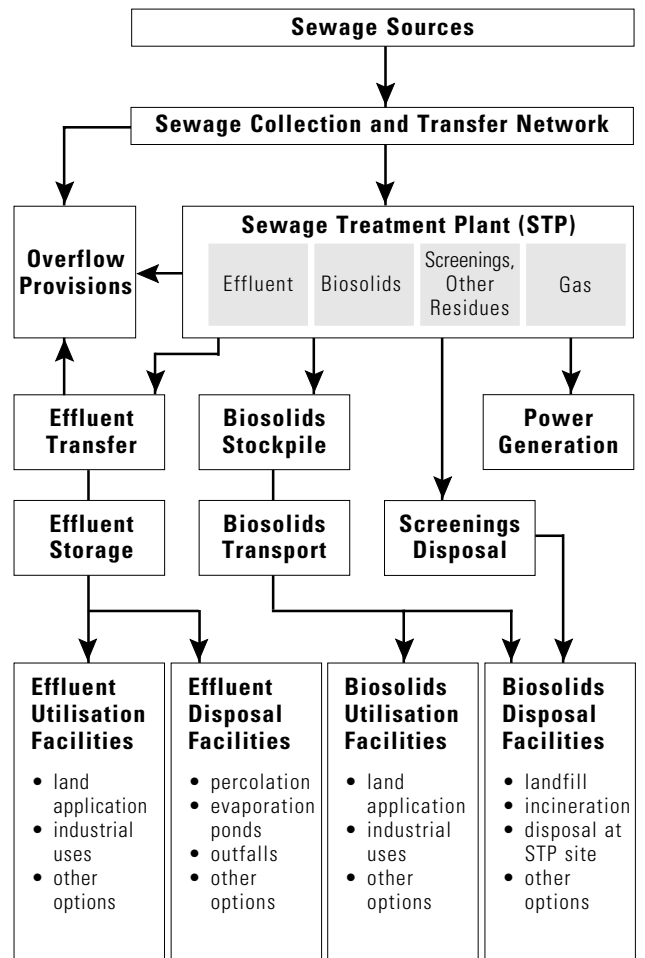 Sewage Sources
Sewage Collection and Transfer Network
Overflow
Provisions
Sewage Treatment Plant (STP)
Effluent
Biosolids
Screenings,
Other
Residues
Gas
Effluent
Transfer
Biosolids
Stockpile
Power
Generation
Effluent
Storage
Biosolids
Transport
Screenings
Disposal
Effluent
Utilisation
Facilities
• land
application
• industrial
uses
• other
options
Effluent
Disposal
Facilities
• percolation
• evaporation
ponds
• outfalls
• other
options
Biosolids
Utilisation
Facilities
• land
application
• industrial
uses
• other
options
Biosolids
Disposal
Facilities
• landfill
• incineration
• disposal at
STP site
• other
options